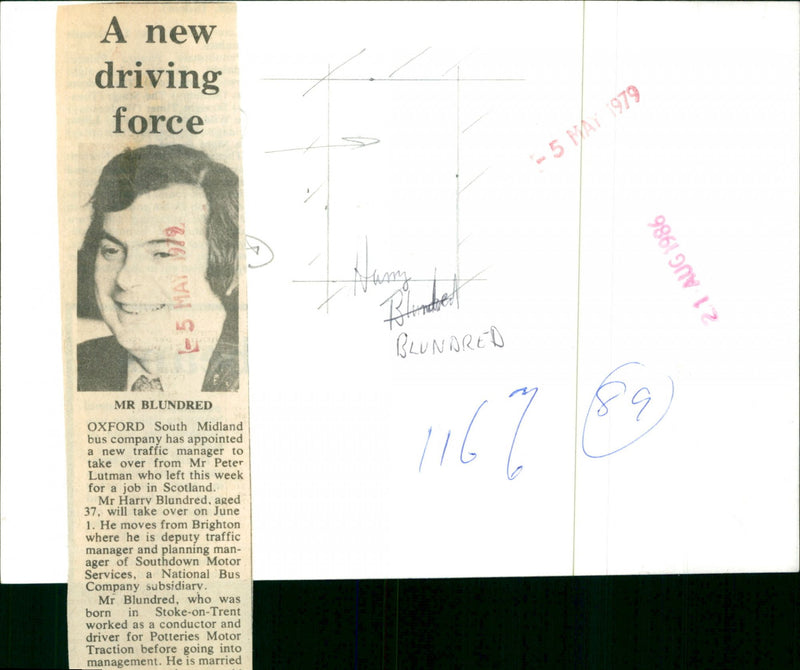 A new
driving
force
-5 MAY 1979
MR BLUNDRED
OXFORD South Midland
bus company has appointed
a new traffic manager to
take over from Mr Peter
Lutman who left this week
for a job in Scotland.
Mr Harry Blundred, aged
37, will take over on June
1. He moves from Brighton
where he is deputy traffic
manager and planning man-
ager of Southdown Motor
Services, a National Bus
Company subsidiary.
Mr Blundred, who was
born in Stoke-on-Trent
worked as a conductor and
driver for Potteries Motor
Traction before going into
management. He is married
-5 MAY 1979
21 AUG 1986
Harry
Blundred
BLUNDRED
1167
89